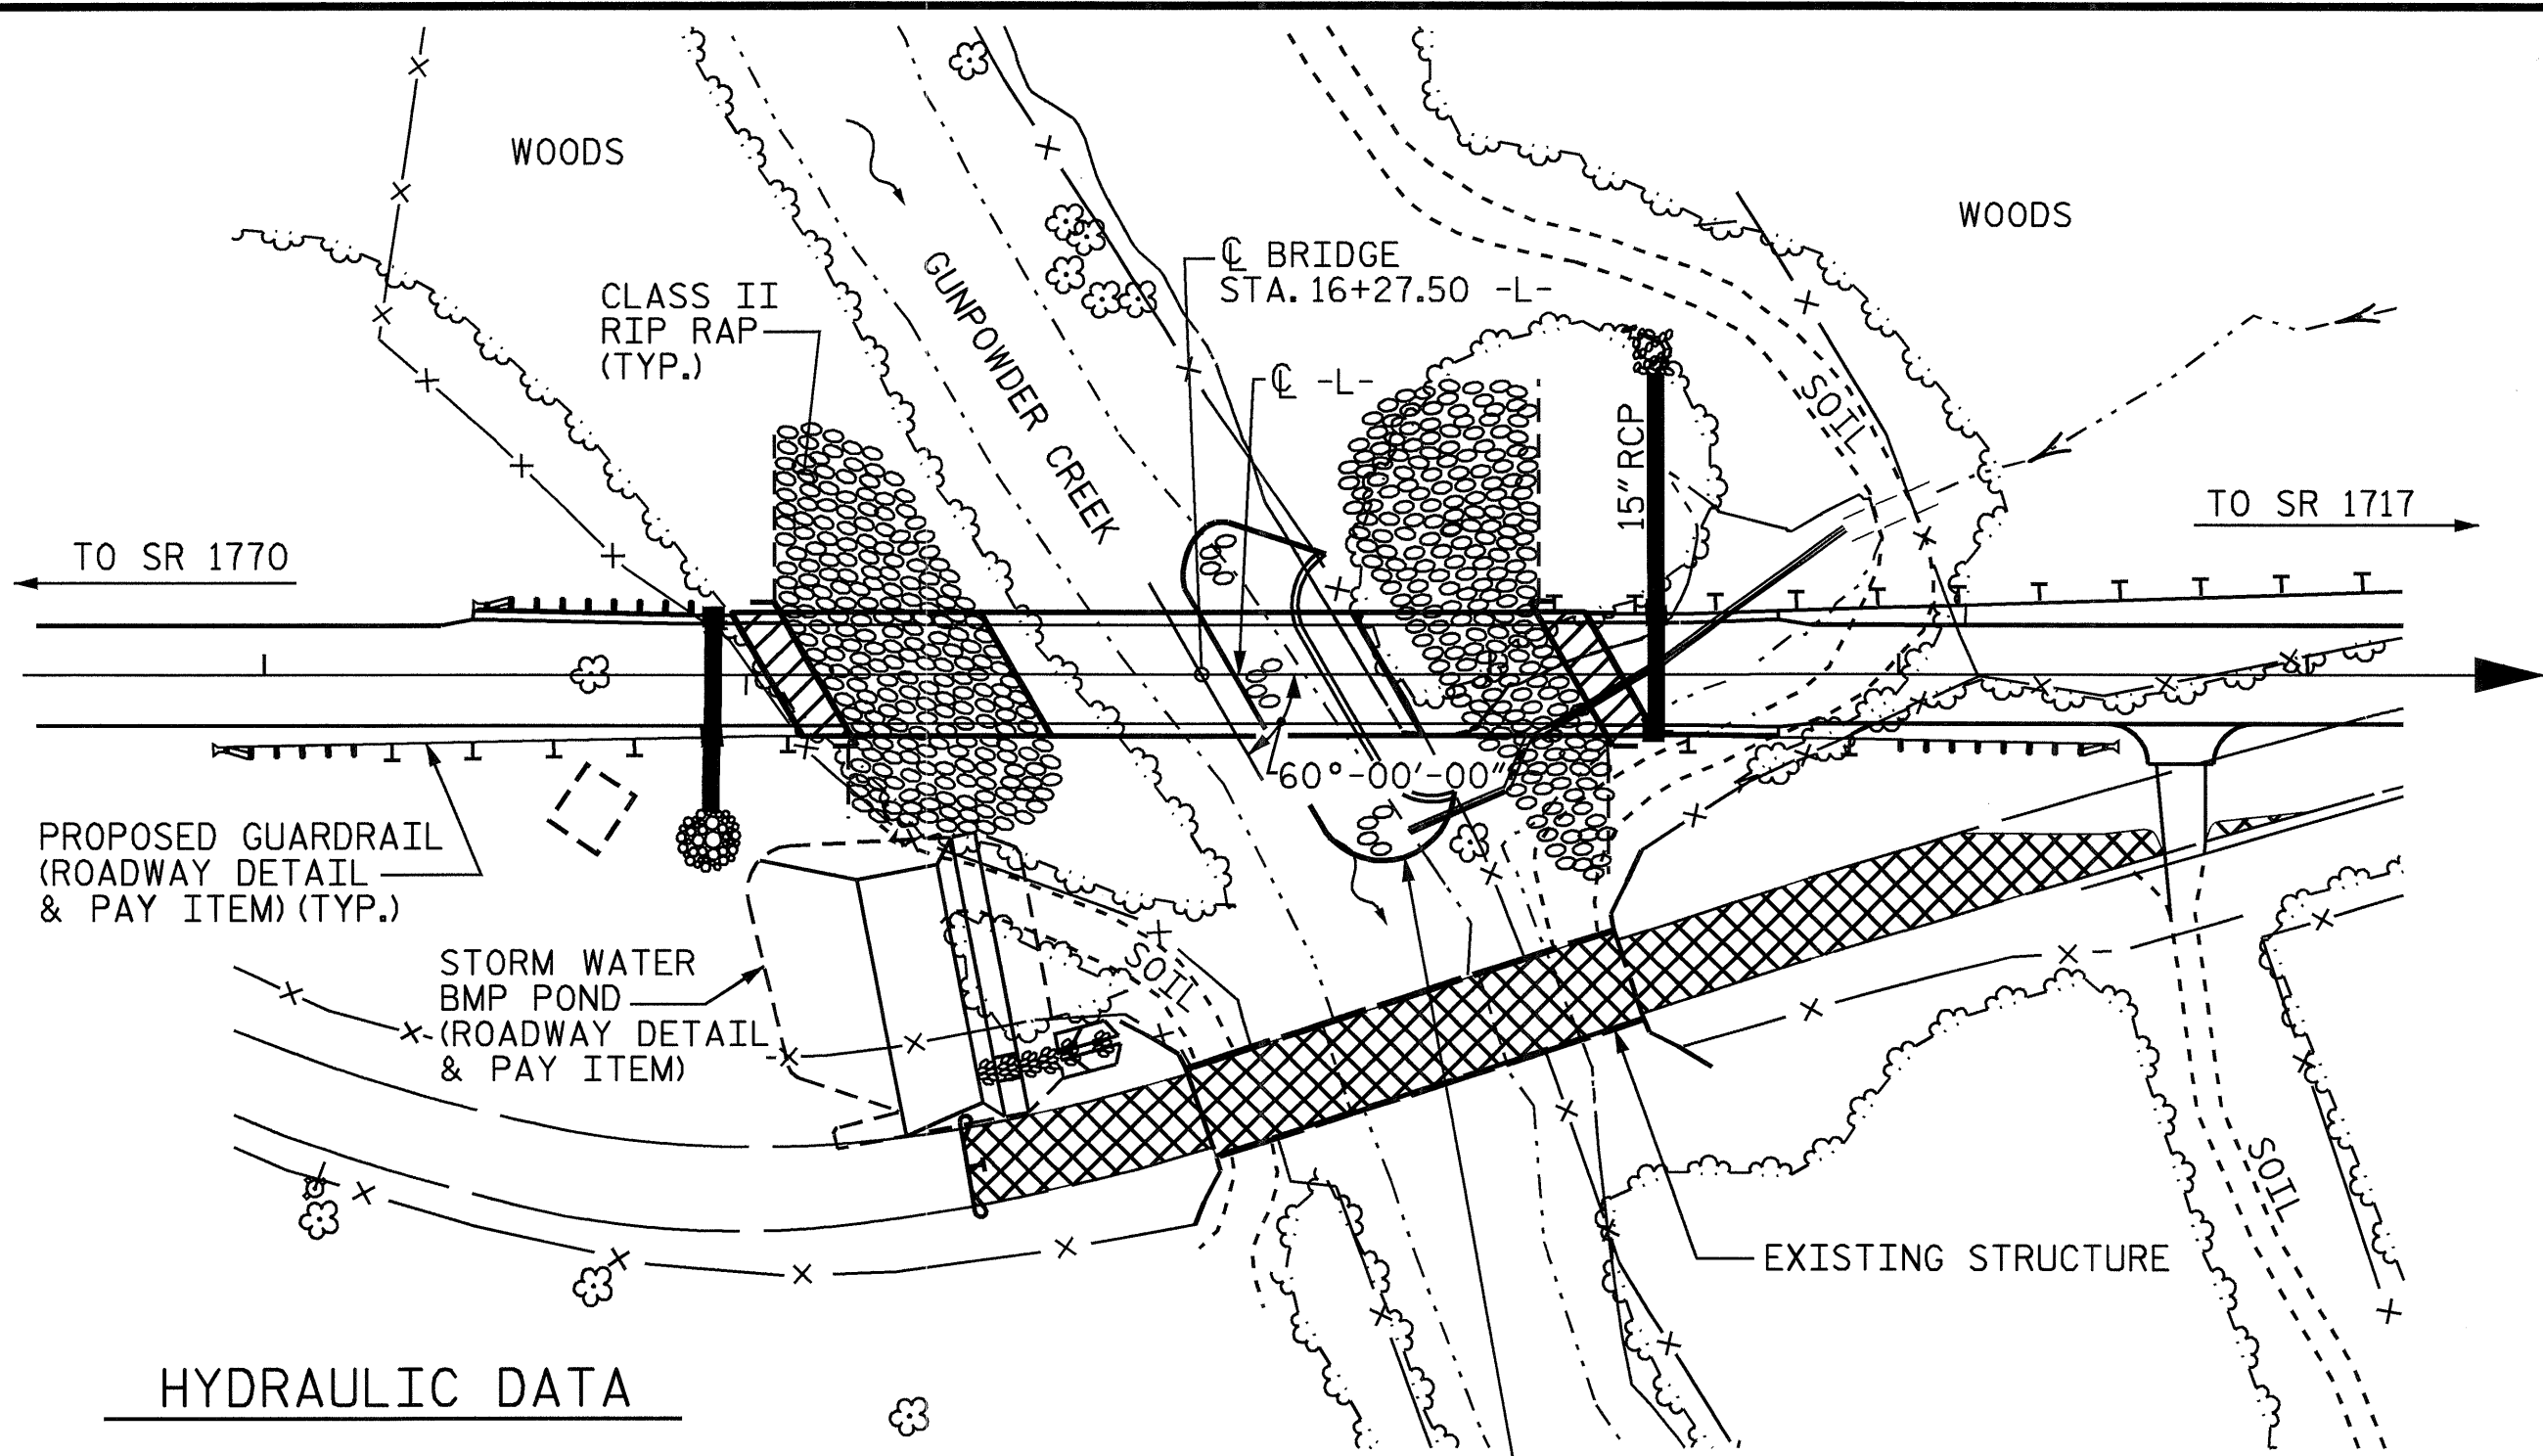 WOODS
WOODS
℄ BRIDGE
STA. 16+27.50 -L-
CLASS II
RIP RAP
(TYP.)
GUNPOWDER CREEK
℄ -L-
SOIL
15" RCP
TO SR 1717
TO SR 1770
60°-00'-00"
PROPOSED GUARDRAIL
(ROADWAY DETAIL
& PAY ITEM) (TYP.)
STORM WATER
BMP POND
(ROADWAY DETAIL
& PAY ITEM)
SOIL
SOIL
EXISTING STRUCTURE
HYDRAULIC DATA